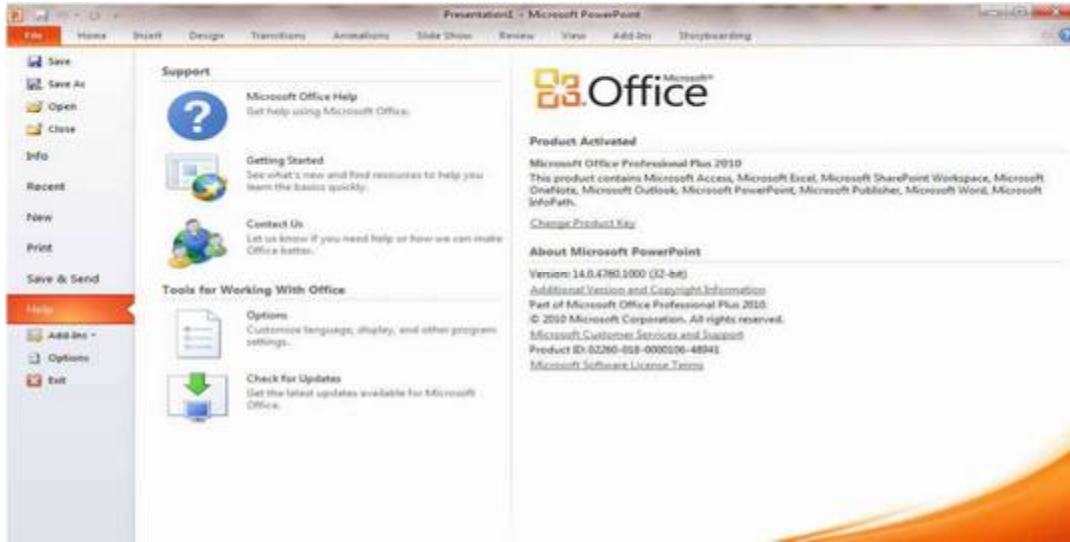 Presentation1 - Microsoft PowerPoint
File Home Insert Design Transitions Animations Slide Show Review View Add-Ins Storyboarding
Save
Save As
Open
Close
Info
Recent
New
Print
Save & Send
Help
Add-Ins
Options
Exit
Support
Microsoft Office Help
Get help using Microsoft Office.
Getting Started
See what's new and find resources to help you
learn the basics quickly.
Contact Us
Let us know if you need help or how we can make
Office better.
Tools for Working With Office
Options
Customize language, display, and other program
settings.
Check for Updates
Get the latest updates available for Microsoft
Office.
Microsoft®
Office
Product Activated
Microsoft Office Professional Plus 2010
This product contains Microsoft Access, Microsoft Excel, Microsoft SharePoint Workspace, Microsoft
OneNote, Microsoft Outlook, Microsoft PowerPoint, Microsoft Publisher, Microsoft Word, Microsoft
InfoPath.
Change Product Key
About Microsoft PowerPoint
Version: 14.0.4760.1000 (32-bit)
Additional Version and Copyright Information
Part of Microsoft Office Professional Plus 2010
© 2010 Microsoft Corporation. All rights reserved.
Microsoft Customer Services and Support
Product ID: 02260-018-0000106-48041
Microsoft Software License Terms